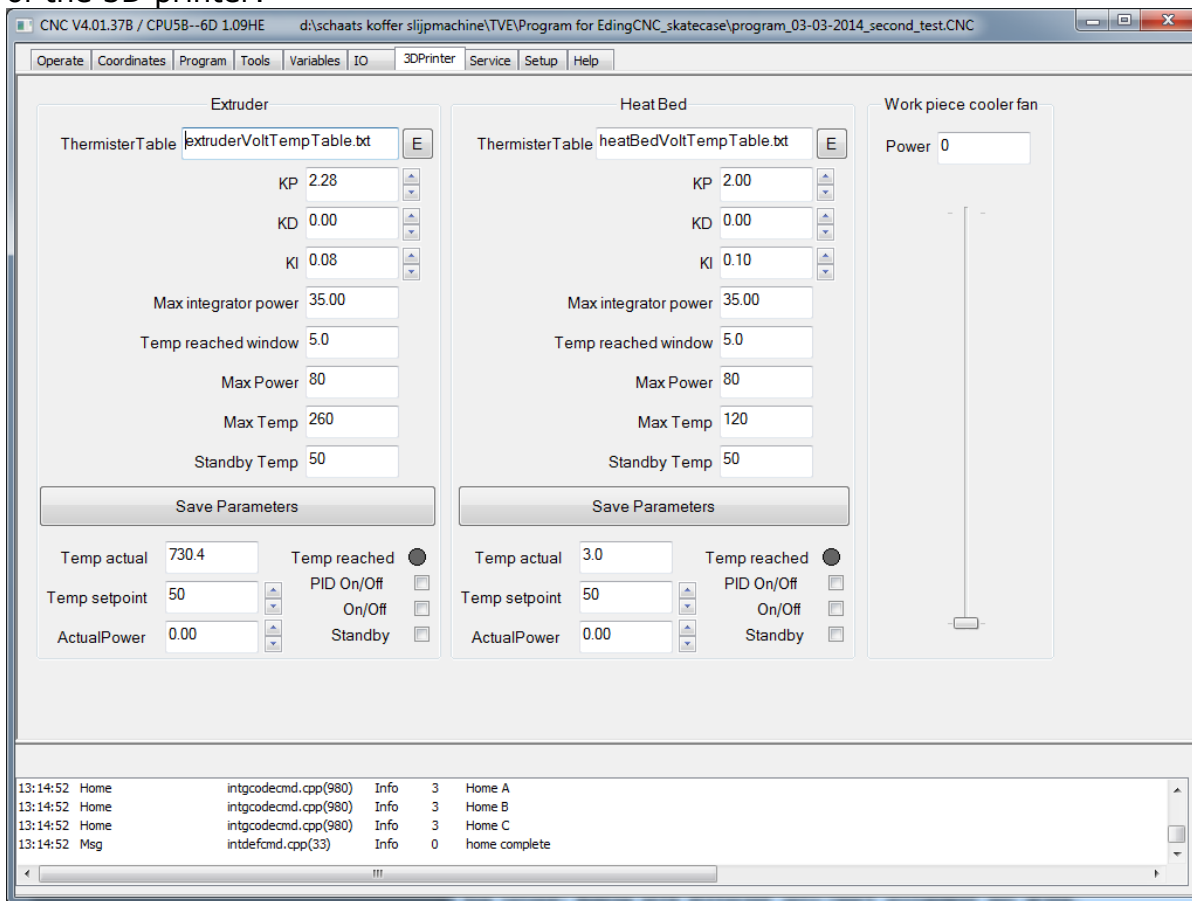 of the 3D printer.
CNC V4.01.37B / CPU5B--6D 1.09HE d:\schaats koffer slijpmachine\TVE\Program for EdingCNC_skatecase\program_03-03-2014_second_test.CNC
Operate Coordinates Program Tools Variables IO 3DPrinter Service Setup Help
Extruder
ThermisterTable extruderVoltTempTable.txt E
KP 2.28
KD 0.00
KI 0.08
Max integrator power 35.00
Temp reached window 5.0
Max Power 80
Max Temp 260
Standby Temp 50
Save Parameters
Temp actual 730.4 Temp reached
PID On/Off
Temp setpoint 50
On/Off
ActualPower 0.00 Standby
Heat Bed
ThermisterTable heatBedVoltTempTable.txt E
KP 2.00
KD 0.00
KI 0.10
Max integrator power 35.00
Temp reached window 5.0
Max Power 80
Max Temp 120
Standby Temp 50
Save Parameters
Temp actual 3.0 Temp reached
PID On/Off
Temp setpoint 50
On/Off
ActualPower 0.00 Standby
Work piece cooler fan
Power 0
13:14:52 Home intgcodecmd.cpp(980) Info 3 Home A
13:14:52 Home intgcodecmd.cpp(980) Info 3 Home B
13:14:52 Home intgcodecmd.cpp(980) Info 3 Home C
13:14:52 Msg intdefcmd.cpp(33) Info 0 home complete